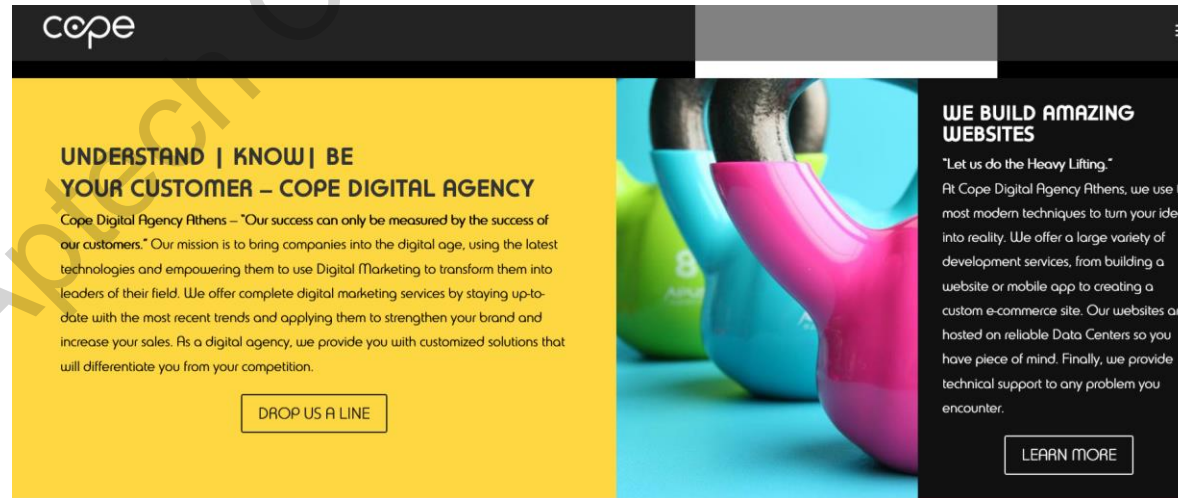 cope
UNDERSTAND | KNOW| BE
YOUR CUSTOMER – COPE DIGITAL AGENCY
Cope Digital Agency Athens – "Our success can only be measured by the success of
our customers." Our mission is to bring companies into the digital age, using the latest
technologies and empowering them to use Digital Marketing to transform them into
leaders of their field. We offer complete digital marketing services by staying up-to-
date with the most recent trends and applying them to strengthen your brand and
increase your sales. As a digital agency, we provide you with customized solutions that
will differentiate you from your competition.
DROP US A LINE
8
WE BUILD AMAZING
WEBSITES
"Let us do the Heavy Lifting."
At Cope Digital Agency Athens, we use
most modern techniques to turn your
into reality. We offer a large variety of
development services, from building a
website or mobile app to creating a
custom e-commerce site. Our websites
hosted on reliable Data Centers so you
have piece of mind. Finally, we provide
technical support to any problem you
encounter.
LEARN MORE
Aptech